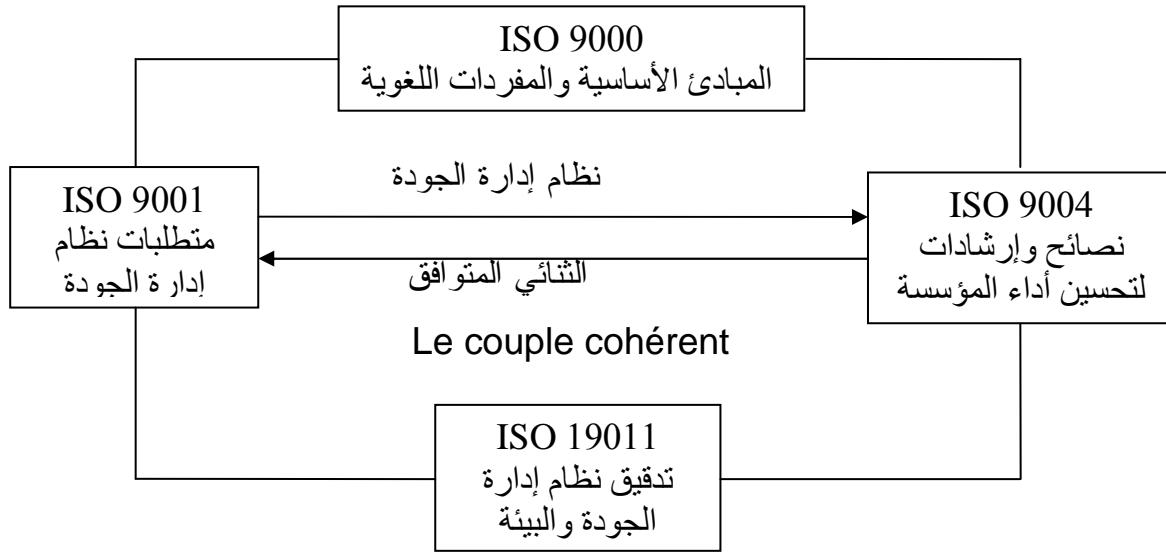 ISO 9000
المبادئ الأساسية والمفردات اللغوية
نظام إدارة الجودة
ISO 9001
متطلبات نظام
إدارة الجودة
ISO 9004
نصائح وإرشادات
لتحسين أداء المؤسسة
الثنائي المتوافق
Le couple cohérent
ISO 19011
تدقيق نظام إدارة
الجودة والبيئة